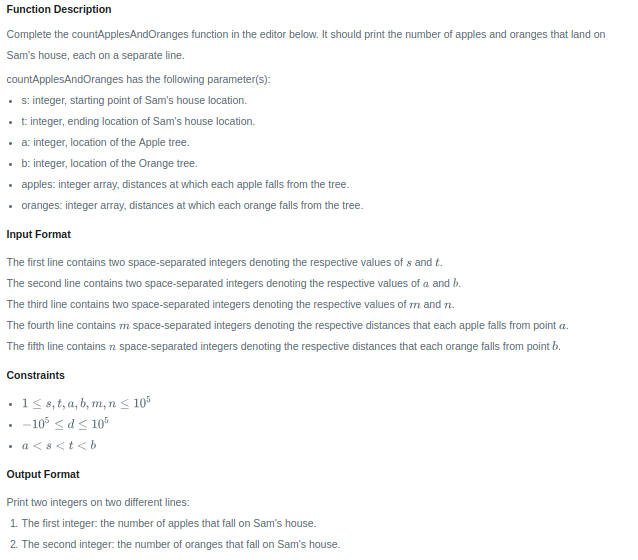 Function Description
Complete the countApplesAndOranges function in the editor below. It should print the number of apples and oranges that land on
Sam's house, each on a separate line.
countApplesAndOranges has the following parameter(s):
• s: integer, starting point of Sam's house location.
• t: integer, ending location of Sam's house location.
• a: integer, location of the Apple tree.
• b: integer, location of the Orange tree.
• apples: integer array, distances at which each apple falls from the tree.
• oranges: integer array, distances at which each orange falls from the tree.
Input Format
The first line contains two space-separated integers denoting the respective values of s and t.
The second line contains two space-separated integers denoting the respective values of a and b.
The third line contains two space-separated integers denoting the respective values of m and n.
The fourth line contains m space-separated integers denoting the respective distances that each apple falls from point a.
The fifth line contains n space-separated integers denoting the respective distances that each orange falls from point b.
Constraints
• 1 ≤ s, t, a, b, m, n ≤ 10⁵
• −10⁵ ≤ d ≤ 10⁵
• a < s < t < b
Output Format
Print two integers on two different lines:
1. The first integer: the number of apples that fall on Sam's house.
2. The second integer: the number of oranges that fall on Sam's house.